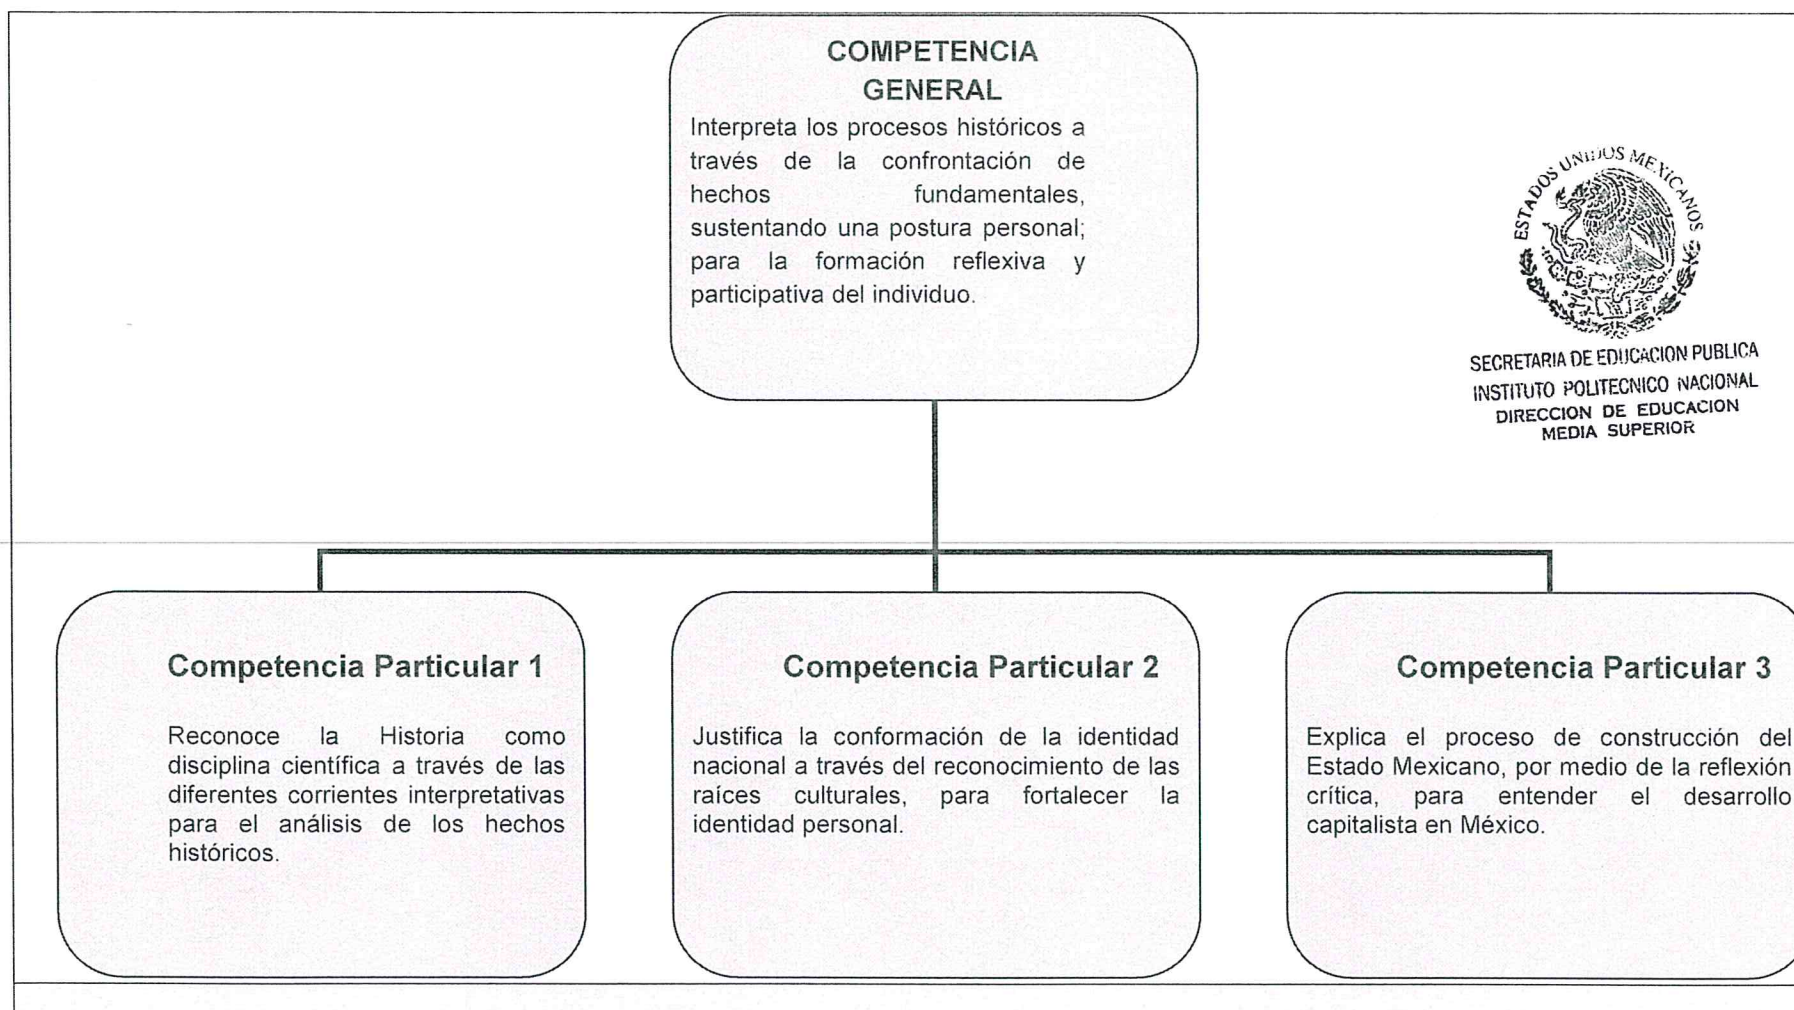 COMPETENCIA
GENERAL
Interpreta los procesos históricos a
través de la confrontación de
hechos fundamentales,
sustentando una postura personal;
para la formación reflexiva y
participativa del individuo.
ESTADOS UNIDOS MEXICANOS
SECRETARIA DE EDUCACION PUBLICA
INSTITUTO POLITECNICO NACIONAL
DIRECCION DE EDUCACION
MEDIA SUPERIOR
Competencia Particular 1
Reconoce la Historia como
disciplina científica a través de las
diferentes corrientes interpretativas
para el análisis de los hechos
históricos.
Competencia Particular 2
Justifica la conformación de la identidad
nacional a través del reconocimiento de las
raíces culturales, para fortalecer la
identidad personal.
Competencia Particular 3
Explica el proceso de construcción del
Estado Mexicano, por medio de la reflexión
crítica, para entender el desarrollo
capitalista en México.